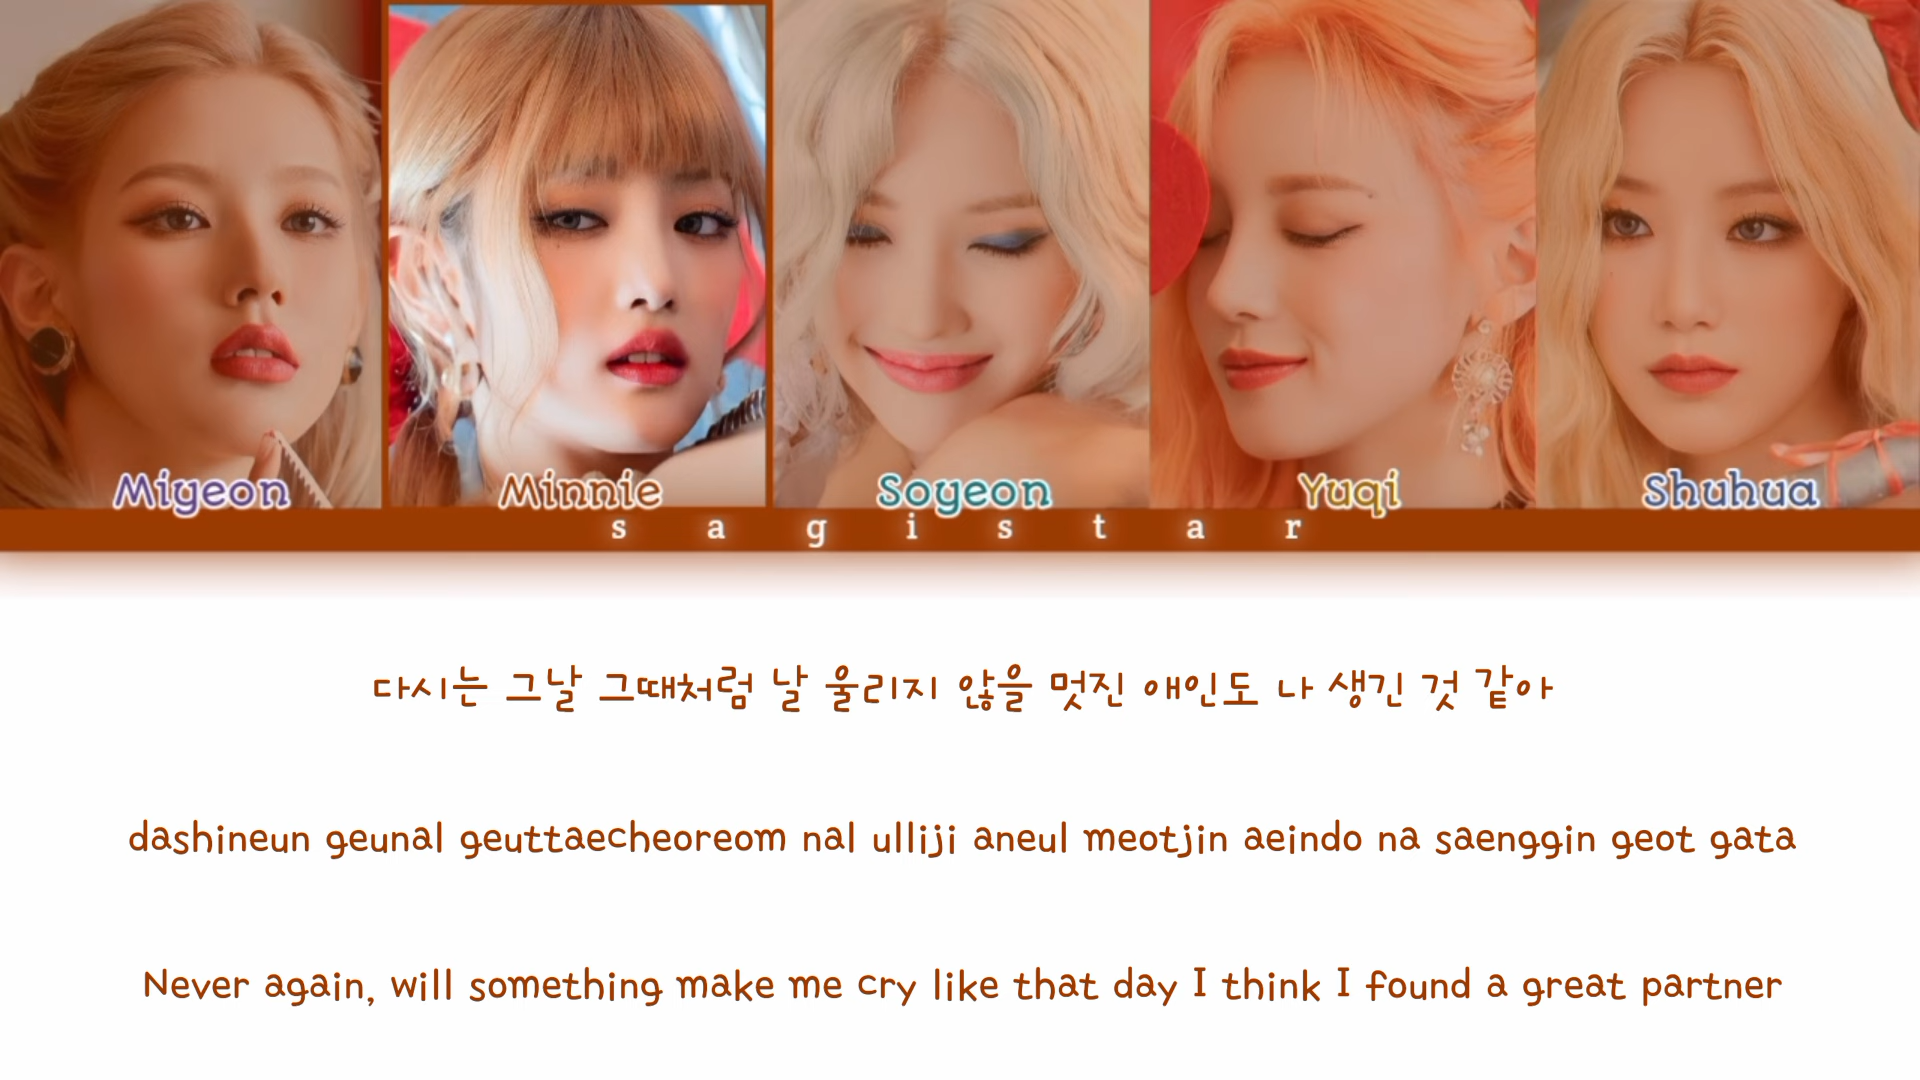 Miyeon Minnie Soyeon Yuqi Shuhua
sagistar
다시는 그날 그때처럼 날 울리지 않을 멋진 애인도 나 생긴 것 같아
dashineun geunal geuttaecheoreom nal ulliji aneul meotjin aeindo na saenggin geot gata
Never again, will something make me cry like that day I think I found a great partner